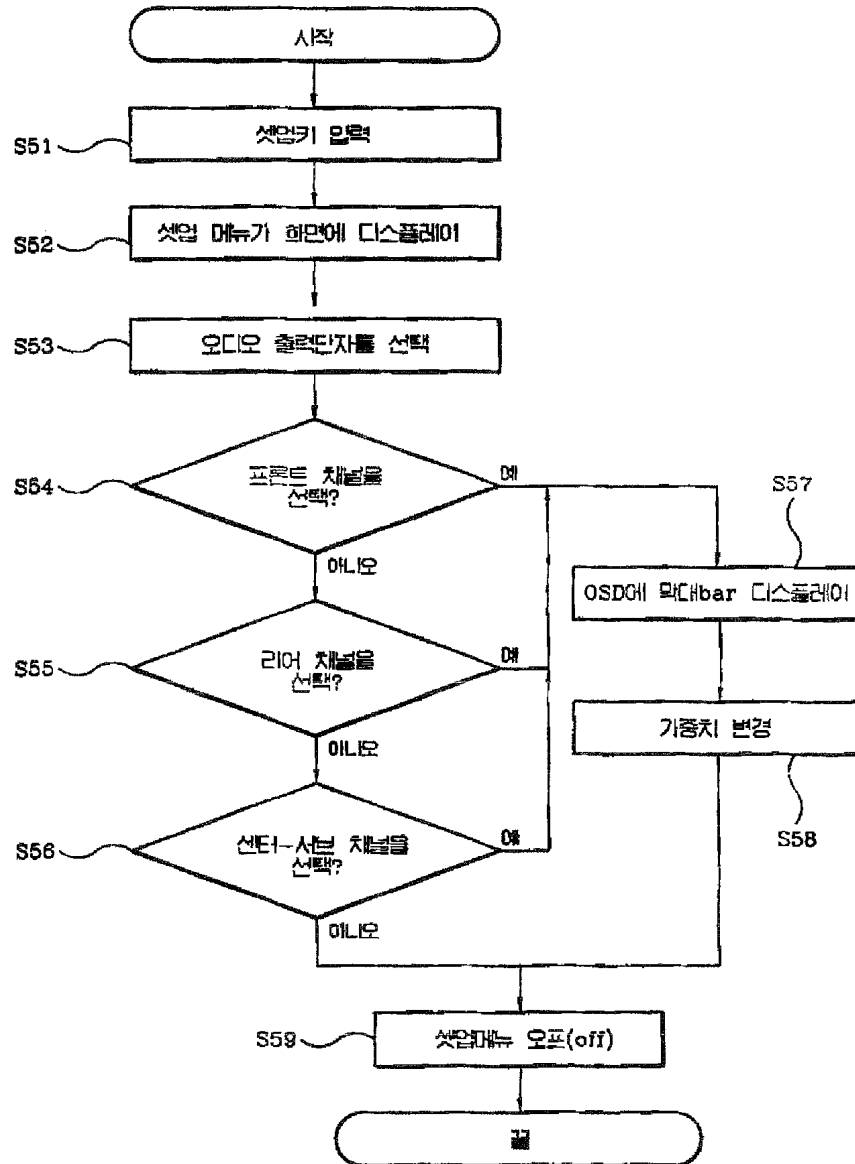 시작
S51
셋업키 입력
S52
셋업 메뉴가 화면에 디스플레이
S53
오디오 출력단자를 선택
S54
프론트 채널을
선택?
예
아니오
S55
리어 채널을
선택?
예
아니오
S56
센터-서브 채널을
선택?
예
아니오
S57
OSD에 막대bar 디스플레이
가중치 변경
S58
S59
셋업메뉴 오프(off)
끝